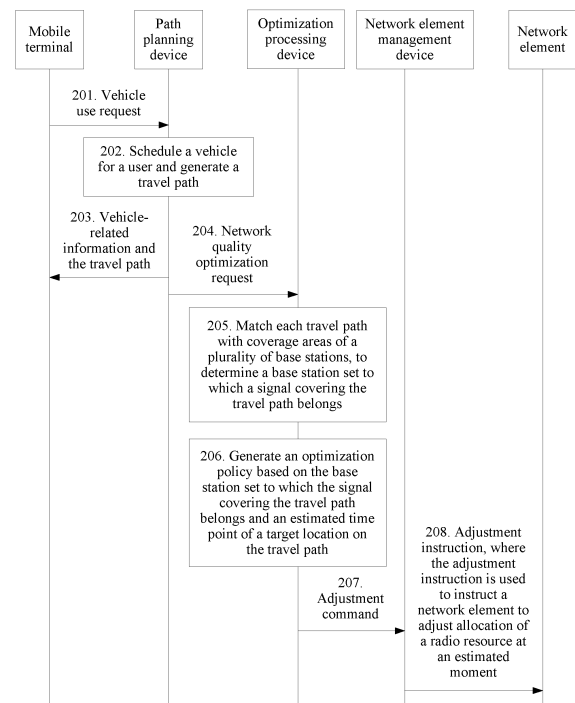 Mobile
terminal
Path
planning
device
Optimization
processing
device
Network element
management
device
Network
element
201. Vehicle
use request
202. Schedule a vehicle
for a user and generate a
travel path
203. Vehicle-
related
information and
the travel path
204. Network
quality
optimization
request
205. Match each travel path
with coverage areas of a
plurality of base stations, to
determine a base station set to
which a signal covering the
travel path belongs
206. Generate an optimization
policy based on the base
station set to which the signal
covering the travel path
belongs and an estimated time
point of a target location on
the travel path
207.
Adjustment
command
208. Adjustment
instruction, where
the adjustment
instruction is used
to instruct a
network element to
adjust allocation of
a radio resource at
an estimated
moment